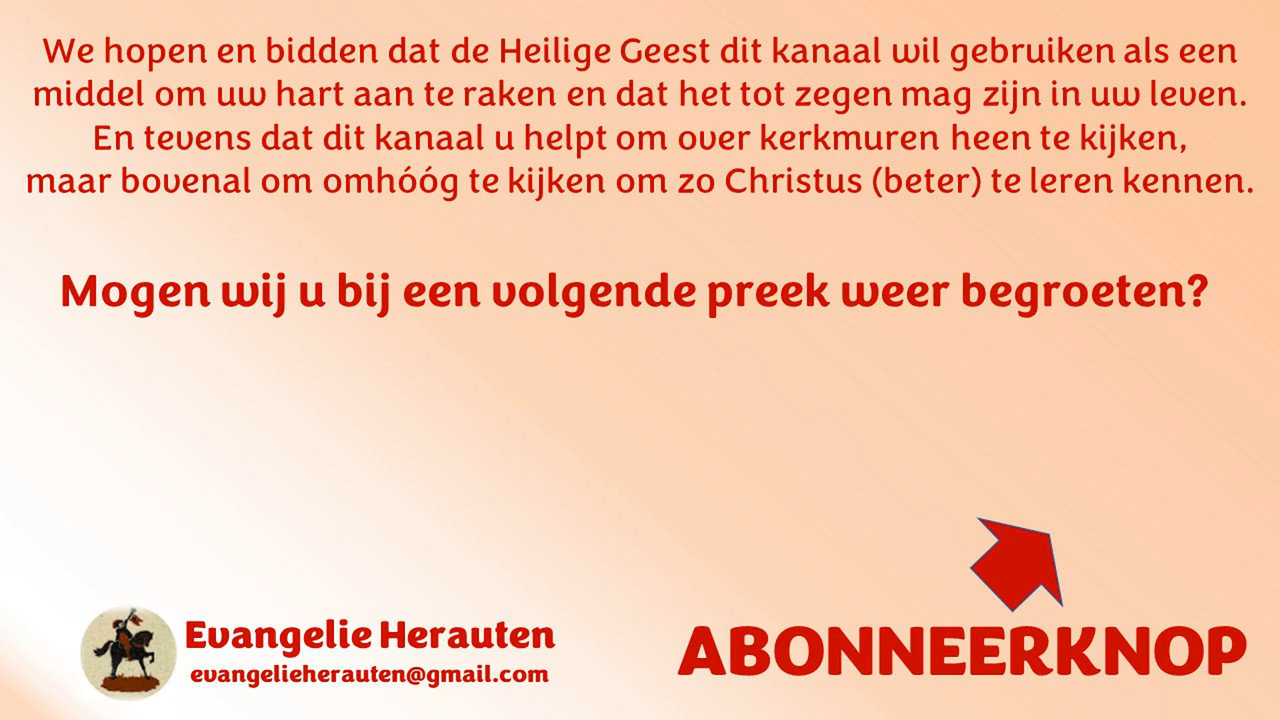 We hopen en bidden dat de Heilige Geest dit kanaal wil gebruiken als een
middel om uw hart aan te raken en dat het tot zegen mag zijn in uw leven.
En tevens dat dit kanaal u helpt om over kerkmuren heen te kijken,
maar bovenal om omhóóg te kijken om zo Christus (beter) te leren kennen.
Mogen wij u bij een volgende preek weer begroeten?
Evangelie Herauten
evangelieherauten@gmail.com
ABONNEERKNOP